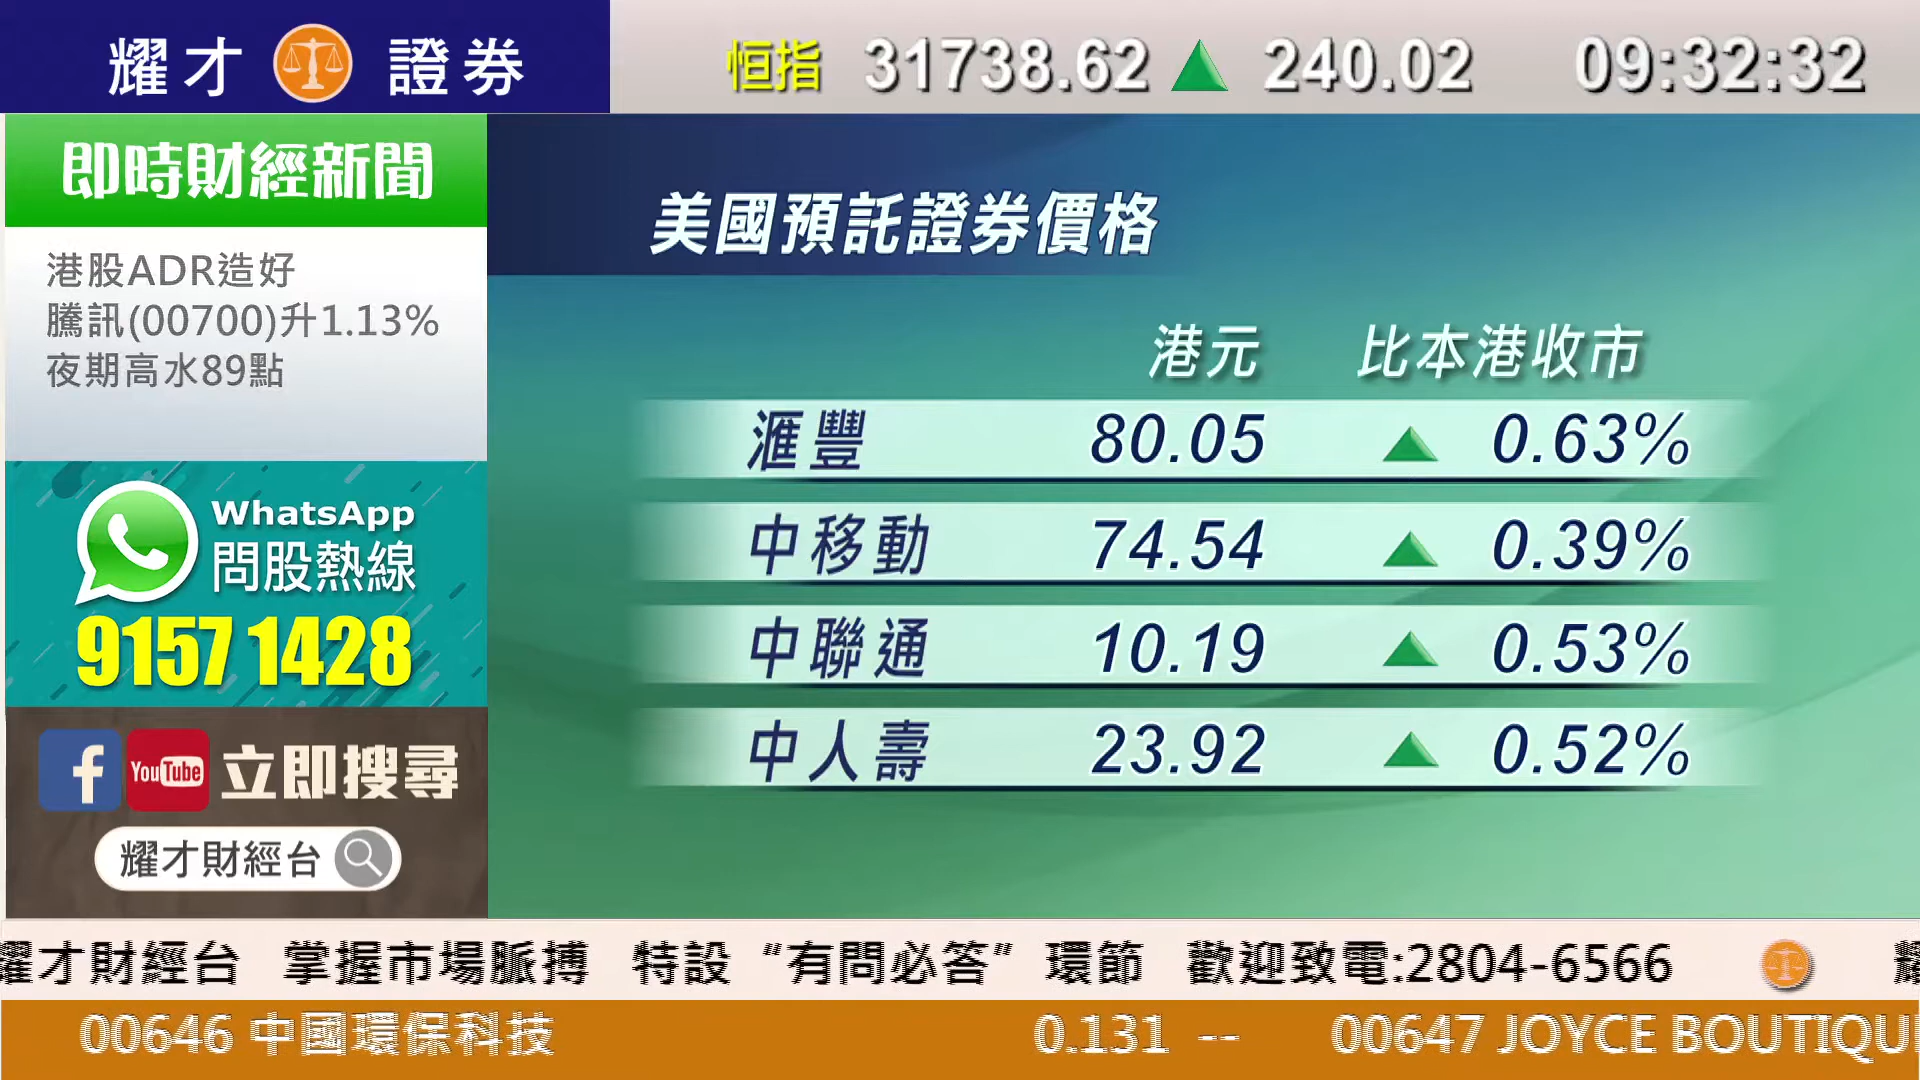 耀才 證券
恒指 31738.62 ▲ 240.02 09:32:32
即時財經新聞
港股ADR造好
騰訊(00700)升1.13%
夜期高水89點
WhatsApp
問股熱線
9157 1428
f YouTube 立即搜尋
耀才財經台
美國預託證券價格
港元 比本港收市
滙豐 80.05 ▲ 0.63%
中移動 74.54 ▲ 0.39%
中聯通 10.19 ▲ 0.53%
中人壽 23.92 ▲ 0.52%
耀才財經台 掌握市場脈搏 特設“有問必答”環節 歡迎致電:2804-6566 耀
00646 中國環保科技 0.131 -- 00647 JOYCE BOUTIQU